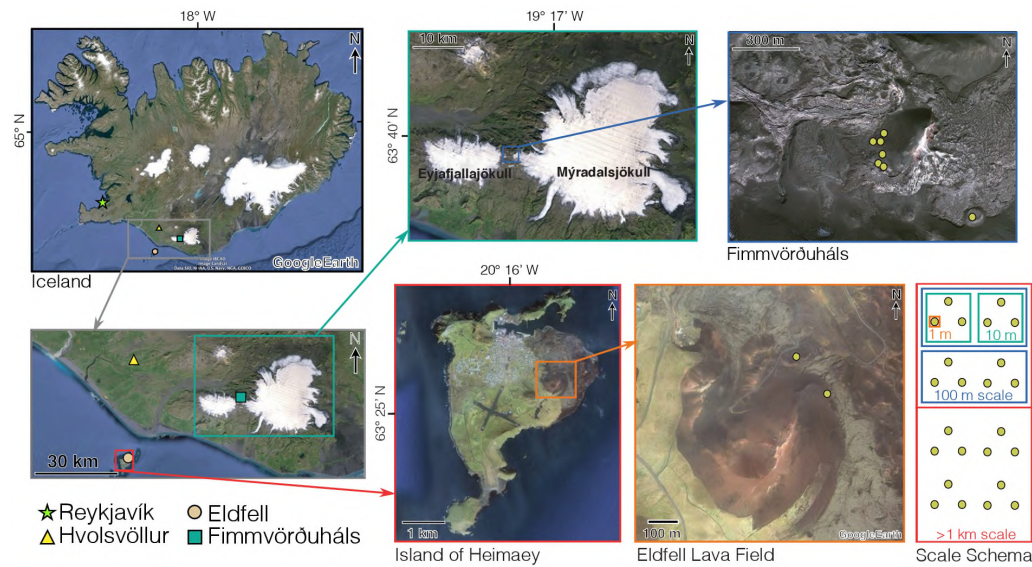 18° W
N
65° N
GoogleEarth
Iceland
19° 17' W
10 km
N
63° 40' N
Eyjafjallajökull
Mýradalsjökull
300 m
N
Fimmvörðuháls
N
30 km
Reykjavík
Hvolsvöllur
Eldfell
Fimmvörðuháls
20° 16' W
N
63° 25' N
1 km
Island of Heimaey
N
100 m
GoogleEarth
Eldfell Lava Field
1 m
10 m
100 m scale
>1 km scale
Scale Schema